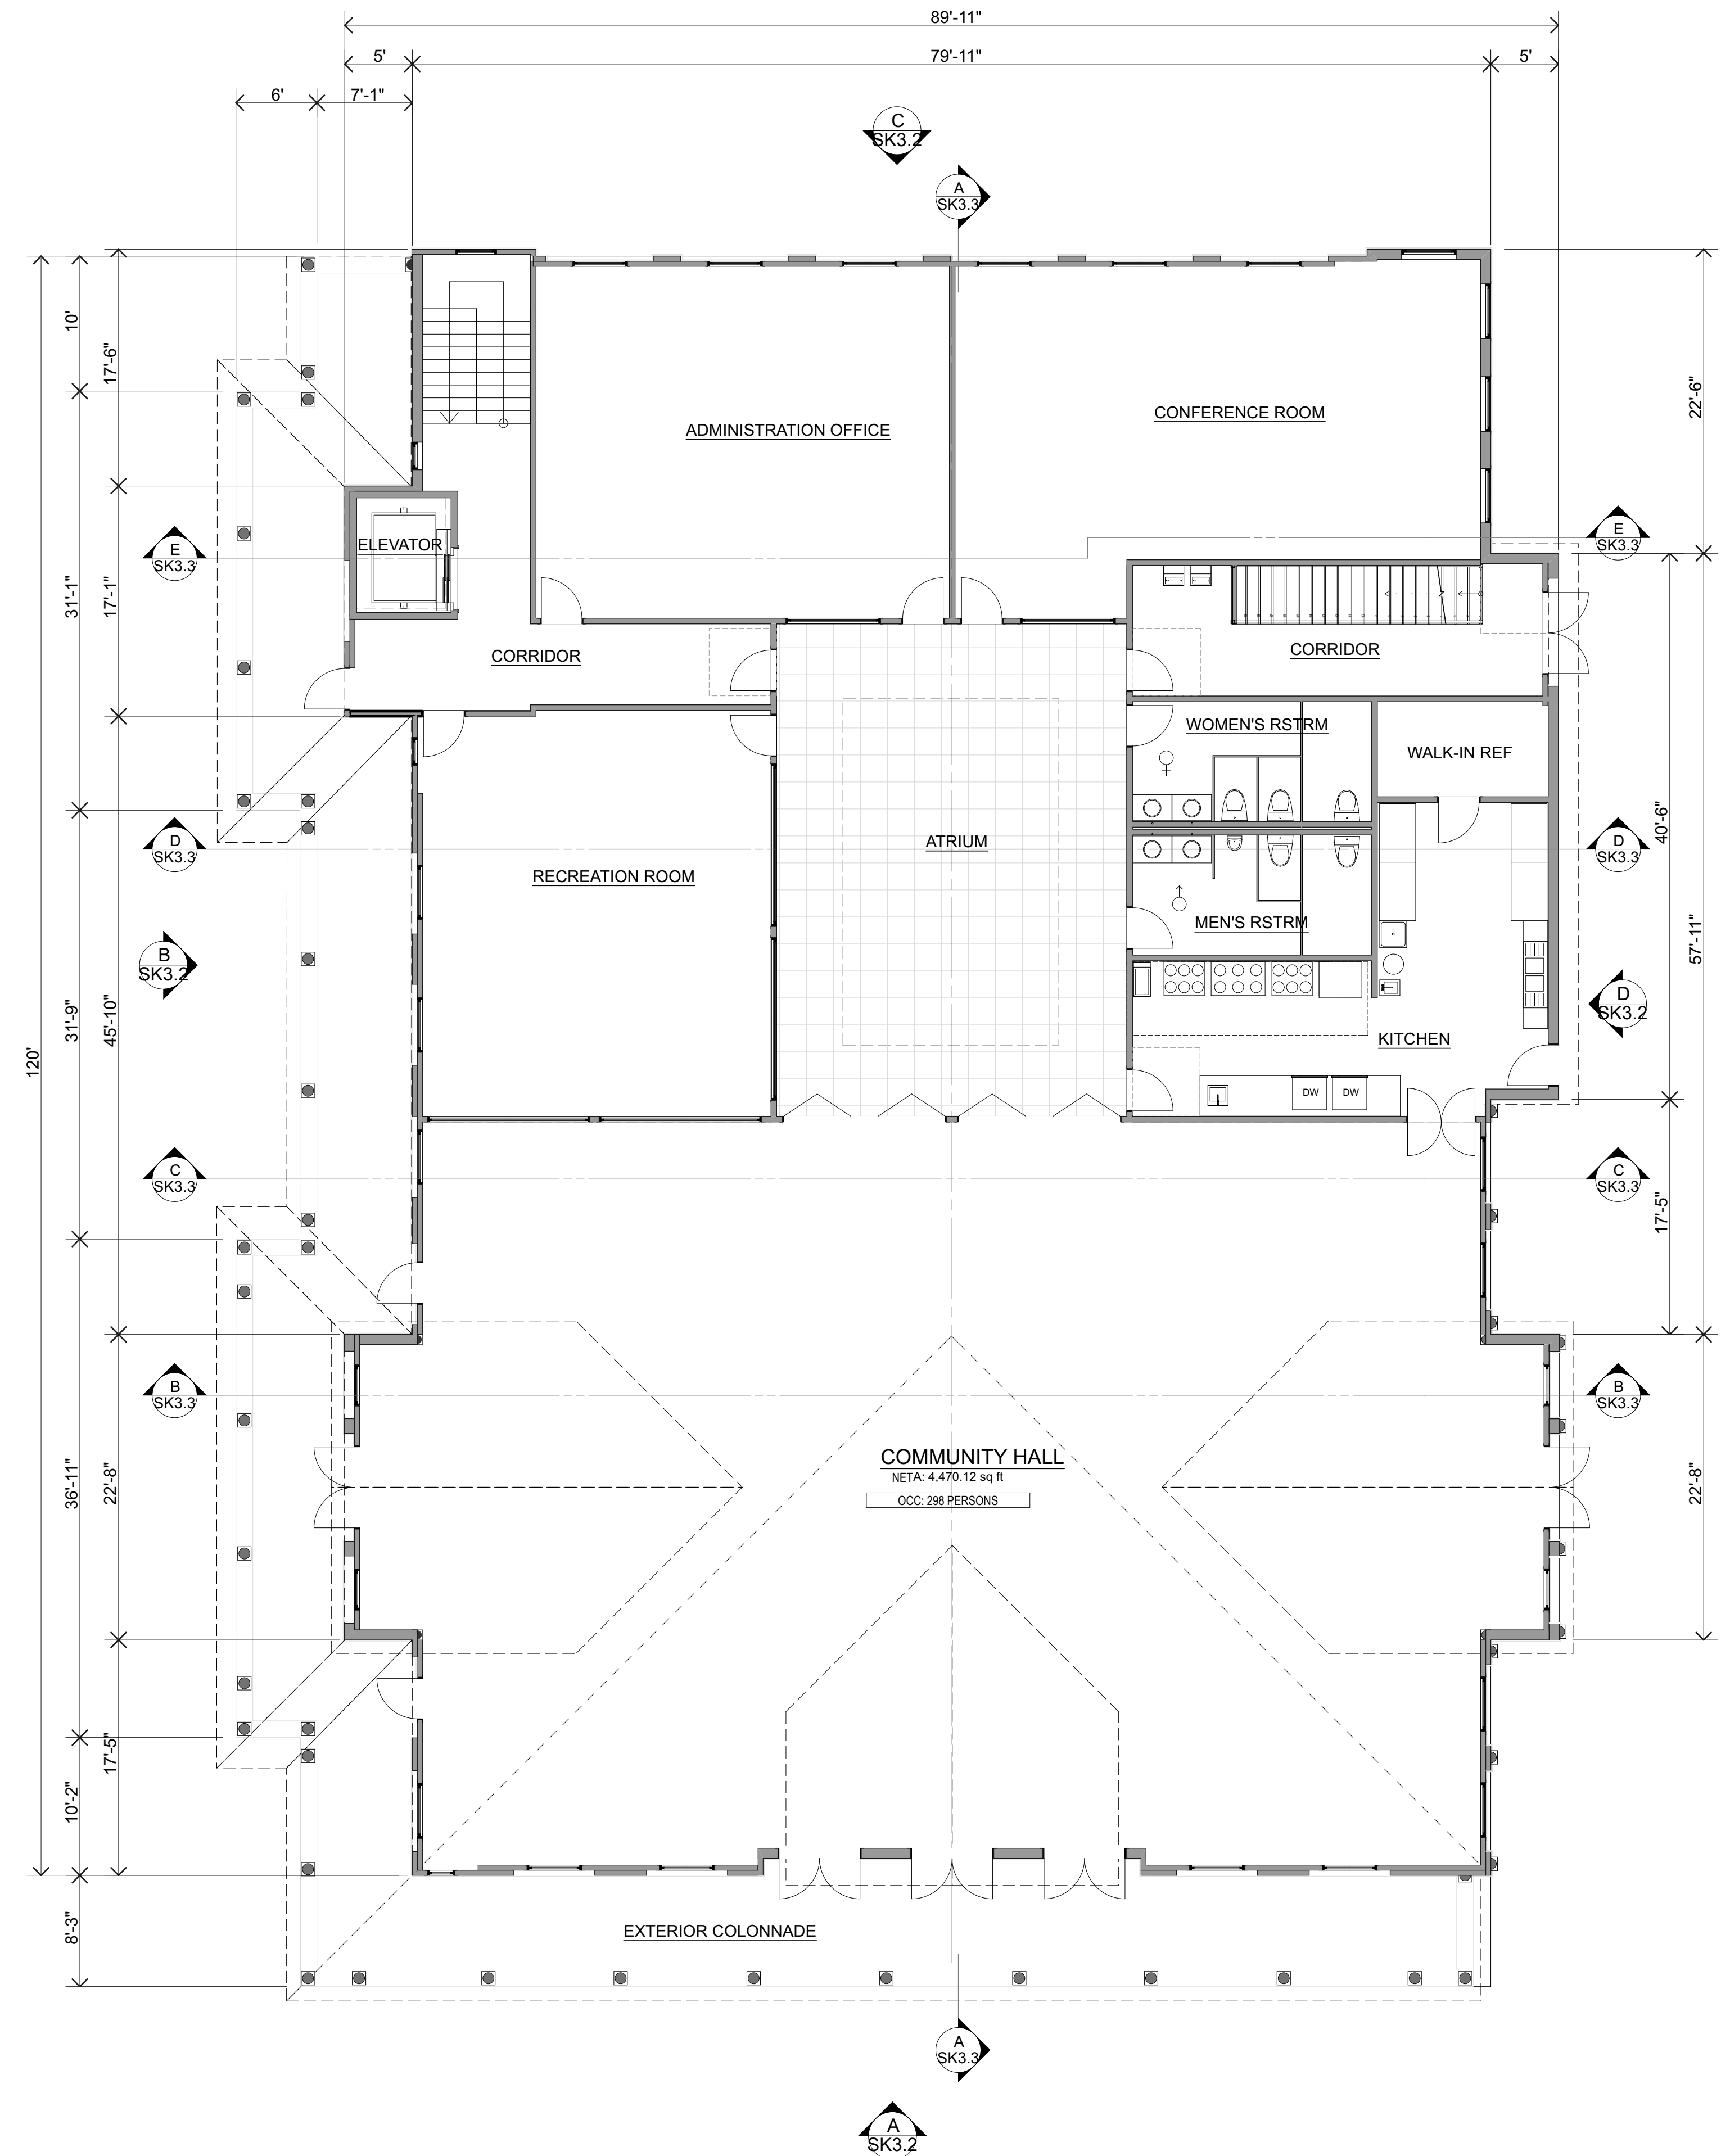 89'-11"
5'
79'-11"
5'
6'
7'-1"
C
SK3.2
A
SK3.3
10'
17'-6"
22'-6"
CONFERENCE ROOM
ADMINISTRATION OFFICE
E
SK3.3
ELEVATOR
E
SK3.3
31'-1"
17'-1"
CORRIDOR
CORRIDOR
WOMEN'S RSTRM
WALK-IN REF
40'-6"
D
SK3.3
ATRIUM
D
SK3.3
RECREATION ROOM
MEN'S RSTRM
57'-11"
B
SK3.2
D
SK3.2
31'-9"
45'-10"
120'
KITCHEN
DW
DW
C
SK3.3
C
SK3.3
17'-5"
B
SK3.3
B
SK3.3
COMMUNITY HALL
NETA: 4,470.12 sq ft
OCC: 298 PERSONS
36'-11"
22'-8"
22'-8"
17'-5"
10'-2"
8'-3"
EXTERIOR COLONNADE
A
SK3.3
A
SK3.2